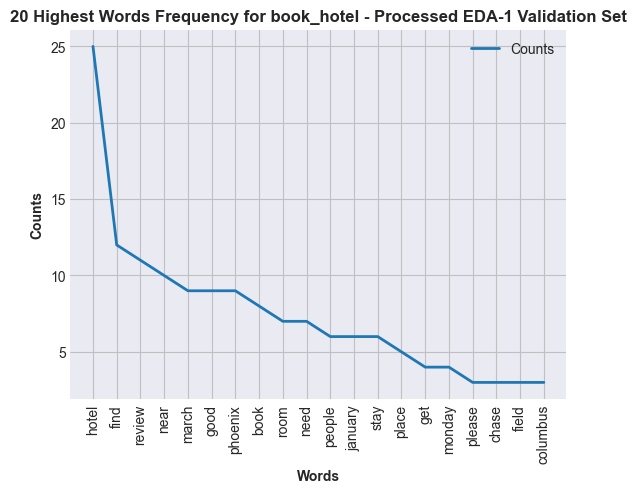 20 Highest Words Frequency for book_hotel - Processed EDA-1 Validation Set
Counts
25
20
15
10
5
Counts
hotel
find
review
near
march
good
phoenix
book
room
need
people
january
stay
place
get
monday
please
chase
field
columbus
Words